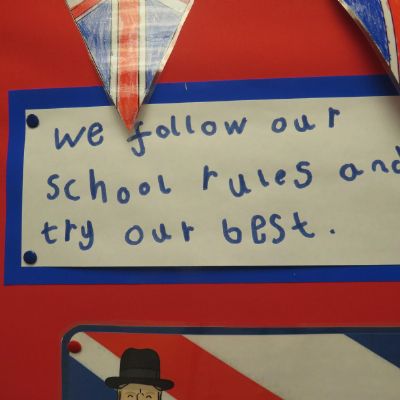 we follow our
school rules and
try our best.